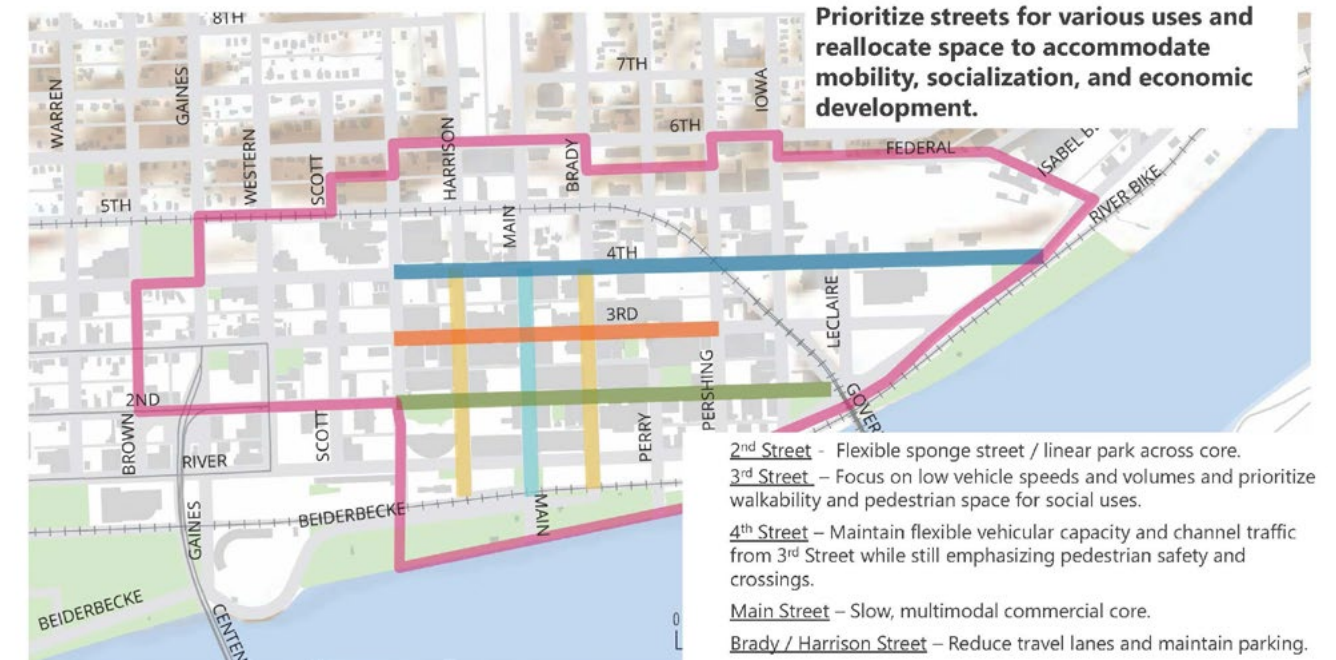 Prioritize streets for various uses and
reallocate space to accommodate
mobility, socialization, and economic
development.
8TH
7TH
WARREN
GAINES
IOWA
WESTERN
SCOTT
HARRISON
BRADY
6TH
FEDERAL
ISABEL B
RIVER BIKE
5TH
MAIN
4TH
LECLAIRE
3RD
PERSHING
2ND
BROWN
SCOTT
PERRY
GOVER
RIVER
GAINES
BEIDERBECKE
MAIN
BEIDERBECKE
CENTEN
0
2nd Street - Flexible sponge street / linear park across core.
3rd Street – Focus on low vehicle speeds and volumes and prioritize
walkability and pedestrian space for social uses.
4th Street – Maintain flexible vehicular capacity and channel traffic
from 3rd Street while still emphasizing pedestrian safety and
crossings.
Main Street – Slow, multimodal commercial core.
Brady / Harrison Street – Reduce travel lanes and maintain parking.